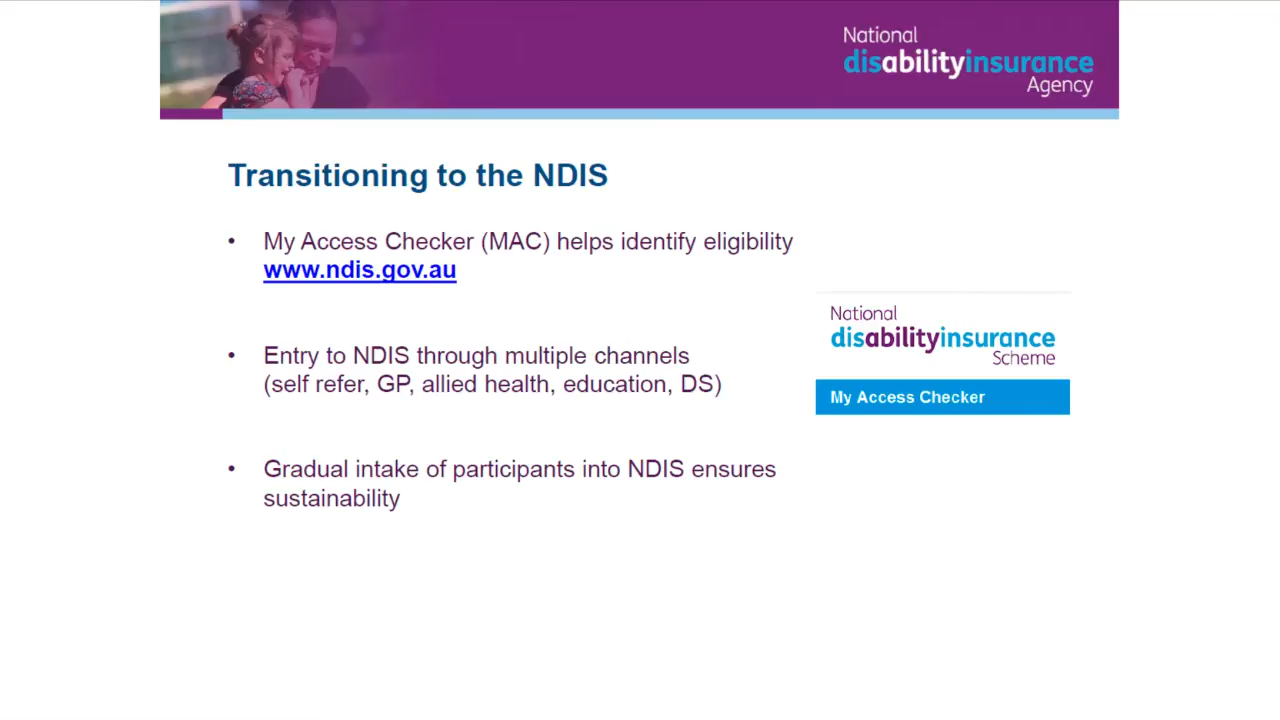 National
disabilityinsurance
Agency
Transitioning to the NDIS
• My Access Checker (MAC) helps identify eligibility
www.ndis.gov.au
• Entry to NDIS through multiple channels
(self refer, GP, allied health, education, DS)
• Gradual intake of participants into NDIS ensures
sustainability
National
disabilityinsurance
Scheme
My Access Checker